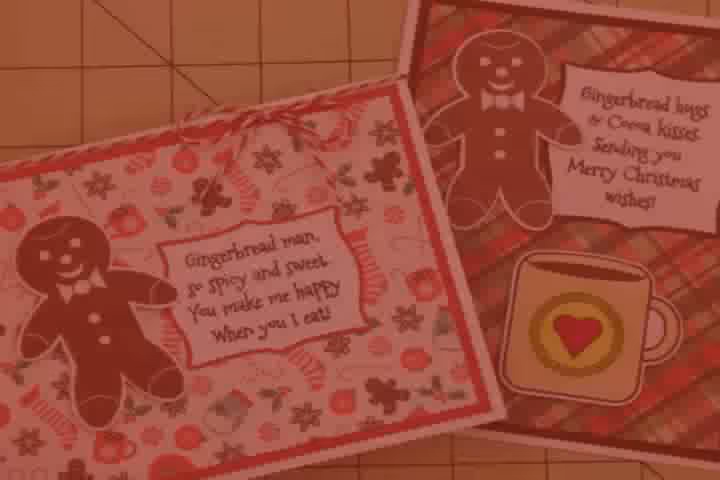 Gingerbread man,
so spicy and sweet
You make me happy
When you I eat!
Gingerbread hugs
& Cocoa kisses
Sending you
Merry Christmas
wishes!